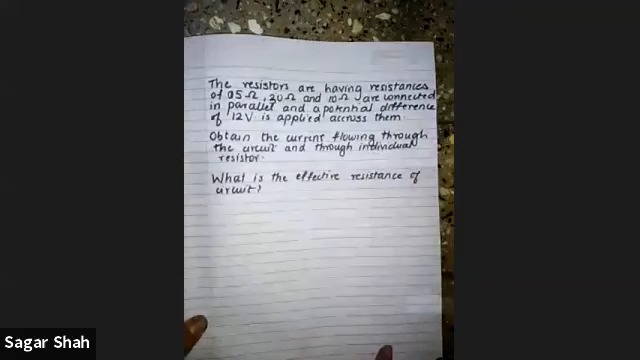 The resistors are having resistances
of 05 Ω, 20 Ω and 10 Ω are connected
in parallel and a potential difference
of 12V is applied accross them.
Obtain the current flowing through
the circuit and through individual
resistor.
What is the effective resistance of
circuit?
Sagar Shah